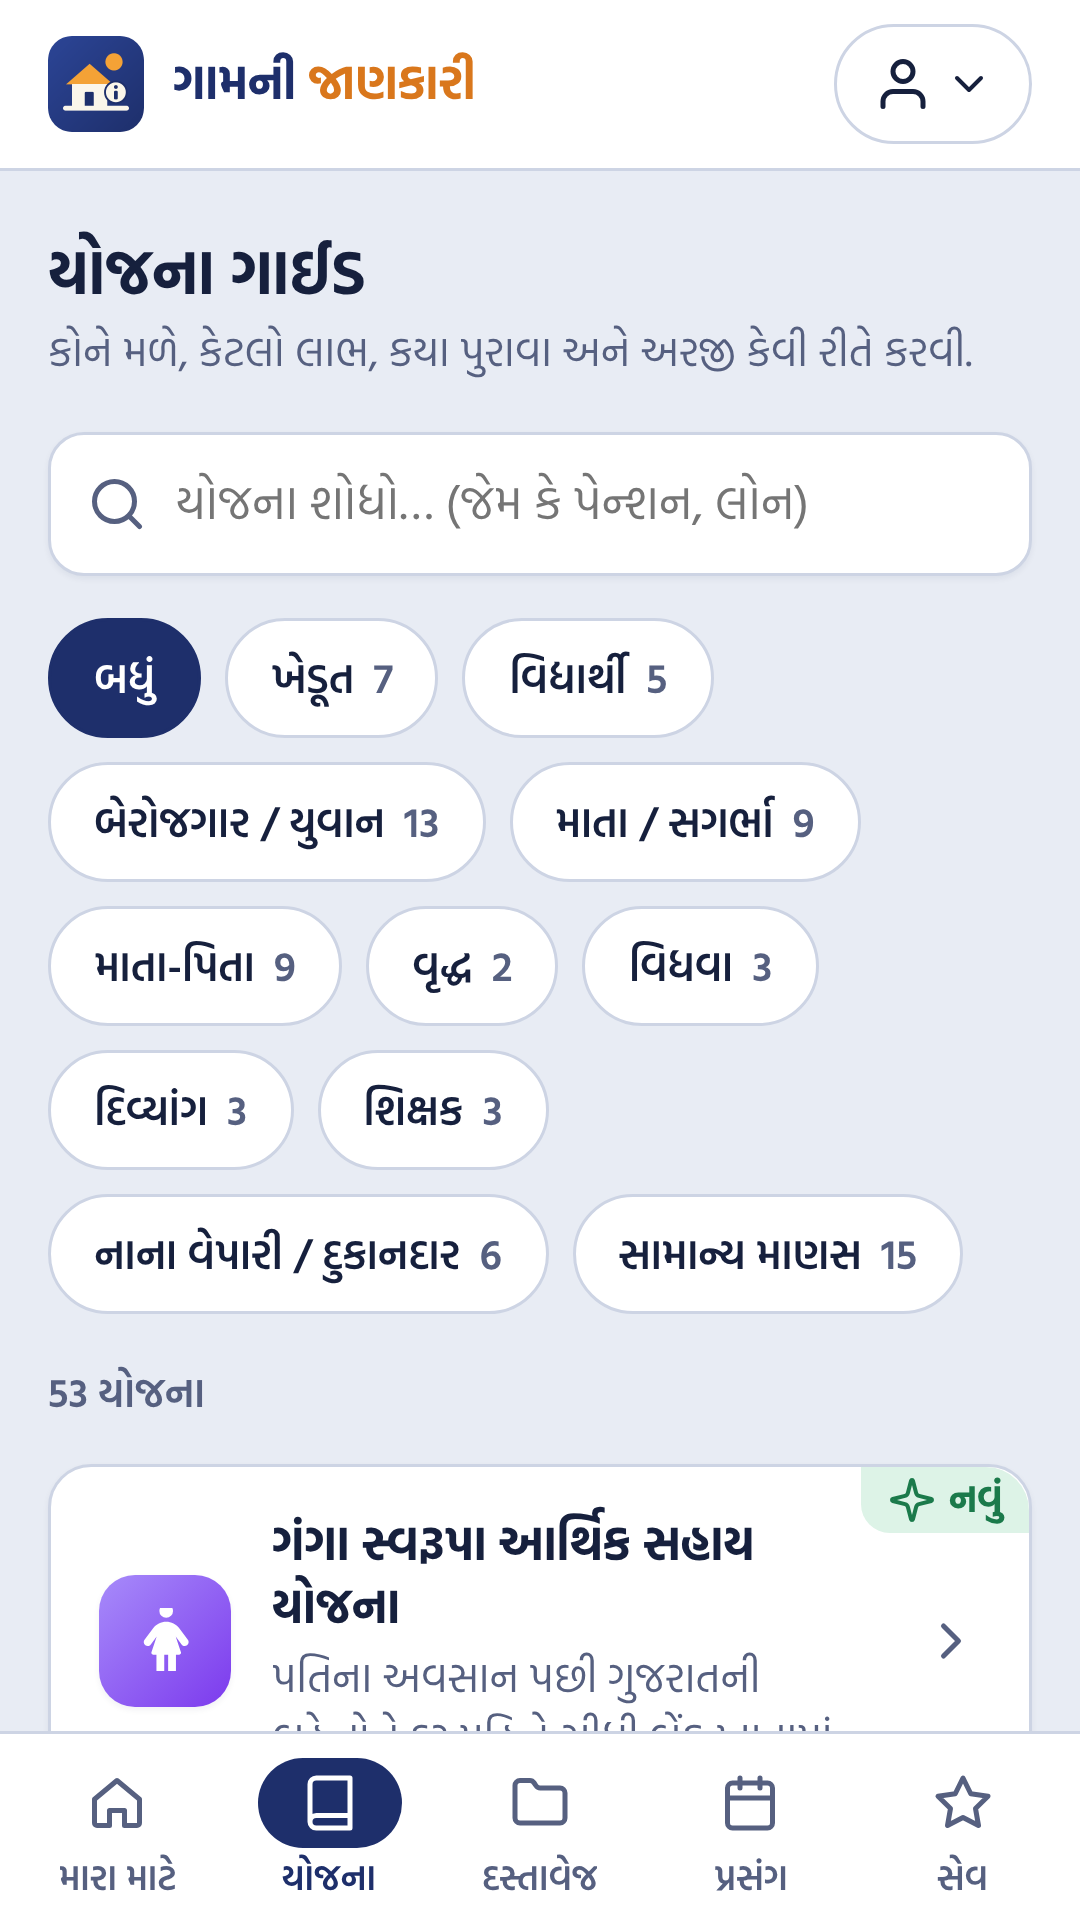 ગામની જાણકારી
યોજના ગાઈડ
કોને મળે, કેટલો લાભ, કયા પુરાવા અને અરજી કેવી રીતે કરવી.
યોજના શોધો... (જેમ કે પેન્શન, લોન)
બધું ખેડૂત 7 વિદ્યાર્થી 5
બેરોજગાર / યુવાન 13 માતા / સગર્ભા 9
માતા-પિતા 9 વૃદ્ધ 2 વિધવા 3
દિવ્યાંગ 3 શિક્ષક 3
નાના વેપારી / દુકાનદાર 6 સામાન્ય માણસ 15
53 યોજના
નવું
ગંગા સ્વરૂપા આર્થિક સહાય
યોજના
પતિના અવસાન પછી ગુજરાતની
મારા માટે યોજના દસ્તાવેજ પ્રસંગ સેવ